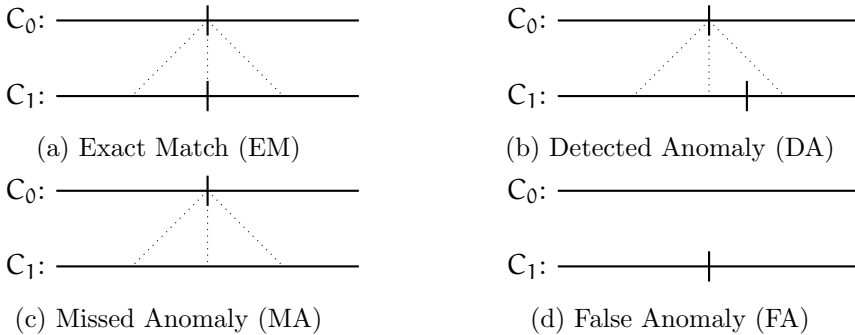 C₀: C₀:
C₁: C₁:
(a) Exact Match (EM) (b) Detected Anomaly (DA)
C₀: C₀:
C₁: C₁:
(c) Missed Anomaly (MA) (d) False Anomaly (FA)